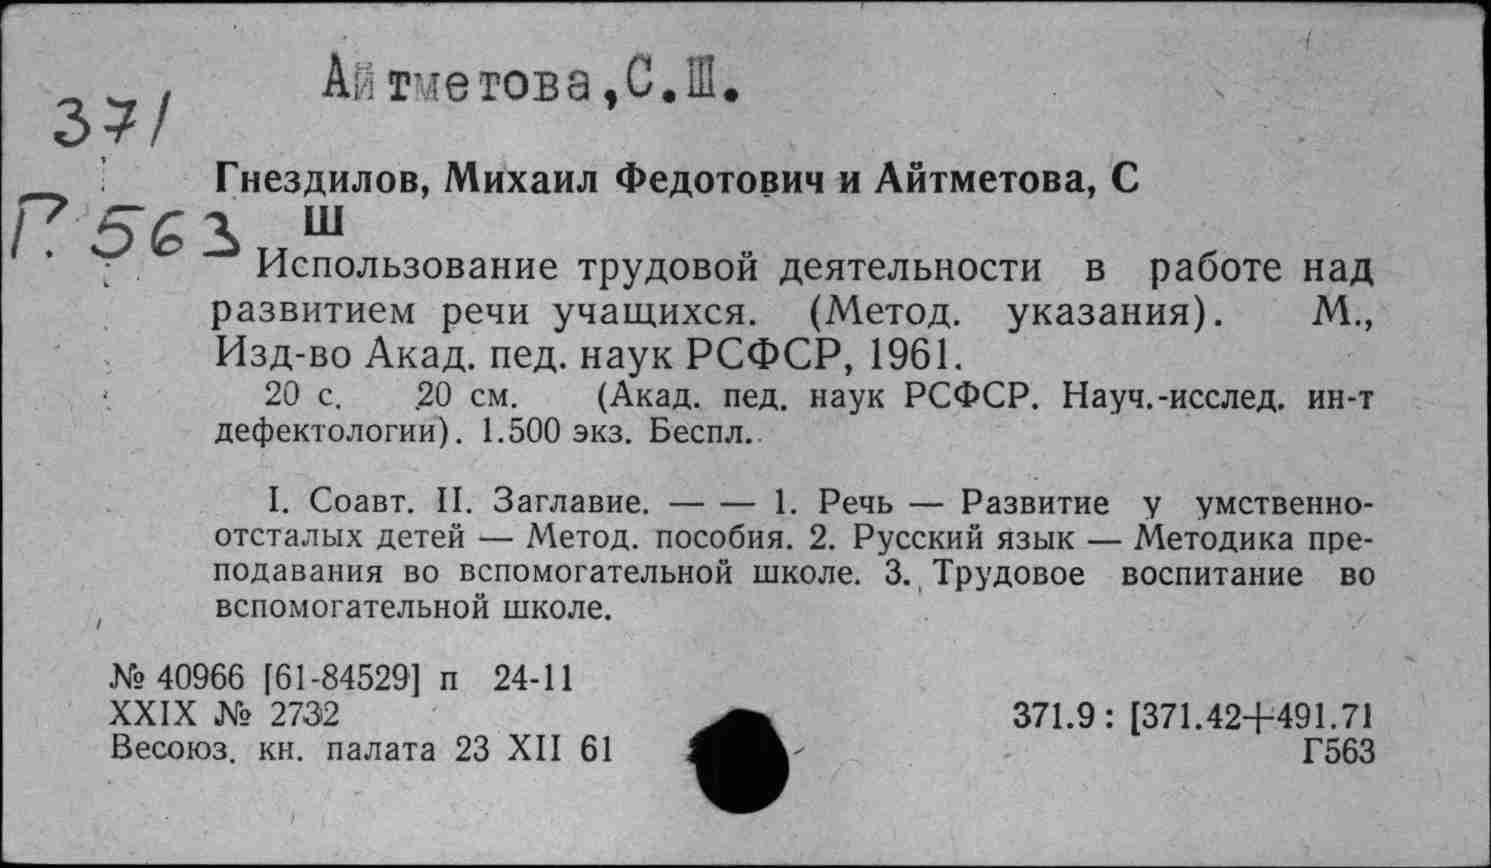 Айтметова,С.Ш.
371
Гнездилов, Михаил Федотович и Айтметова, С
Г. 563 Ш
Использование трудовой деятельности в работе над
развитием речи учащихся. (Метод. указания). М.,
Изд-во Акад. пед. наук РСФСР, 1961.
20 с. 20 см. (Акад. пед. наук РСФСР. Науч.-исслед. ин-т
дефектологии). 1.500 экз. Беспл.
I. Соавт. II. Заглавие. — — 1. Речь — Развитие у умственно-
отсталых детей — Метод. пособия. 2. Русский язык — Методика пре-
подавания во вспомогательной школе. 3. Трудовое воспитание во
вспомогательной школе.
№ 40966 [61-84529] п 24-11
XXIX № 2732 371.9 : [371.42+491.71
Весоюз. кн. палата 23 XII 61 Г563